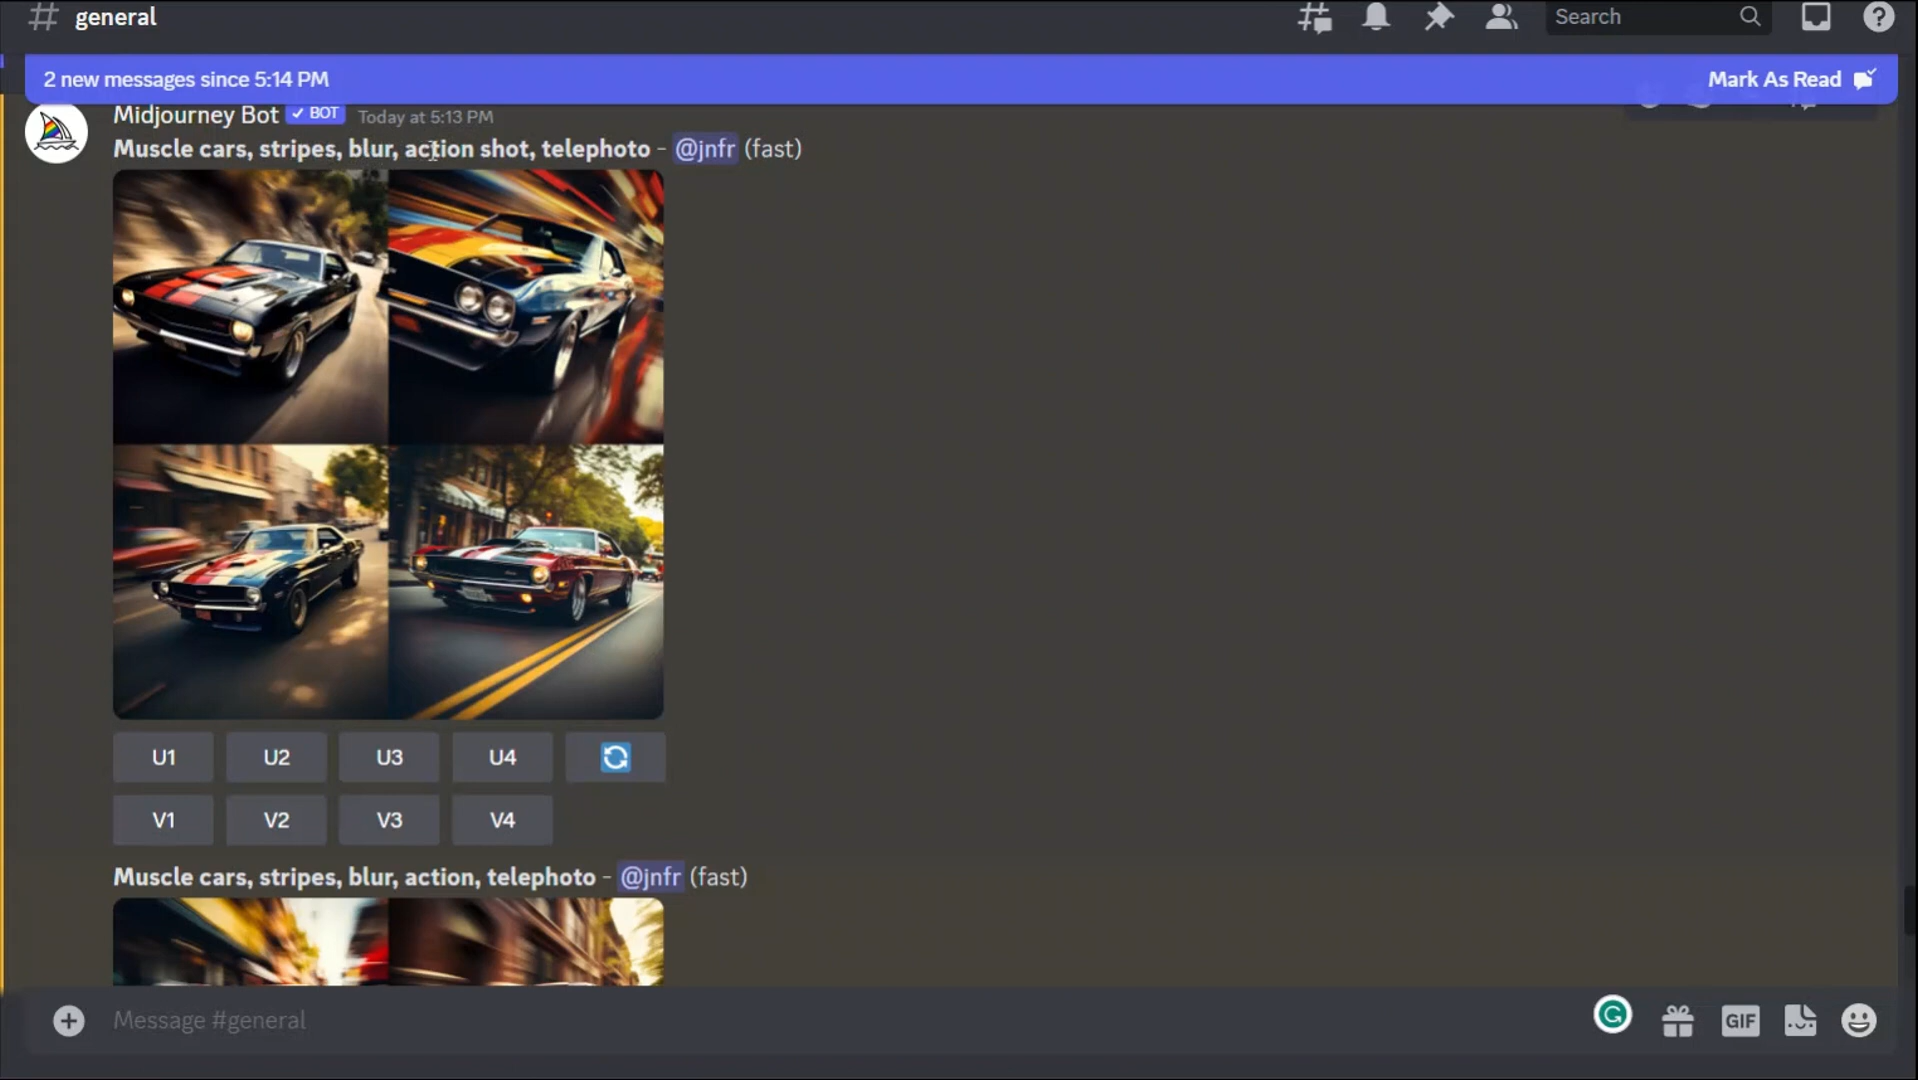 # general
Search
2 new messages since 5:14 PM
Mark As Read
Midjourney Bot ✓ BOT Today at 5:13 PM
Muscle cars, stripes, blur, action shot, telephoto - @jnfr (fast)
U1 U2 U3 U4
V1 V2 V3 V4
Muscle cars, stripes, blur, action, telephoto - @jnfr (fast)
Message #general
GIF